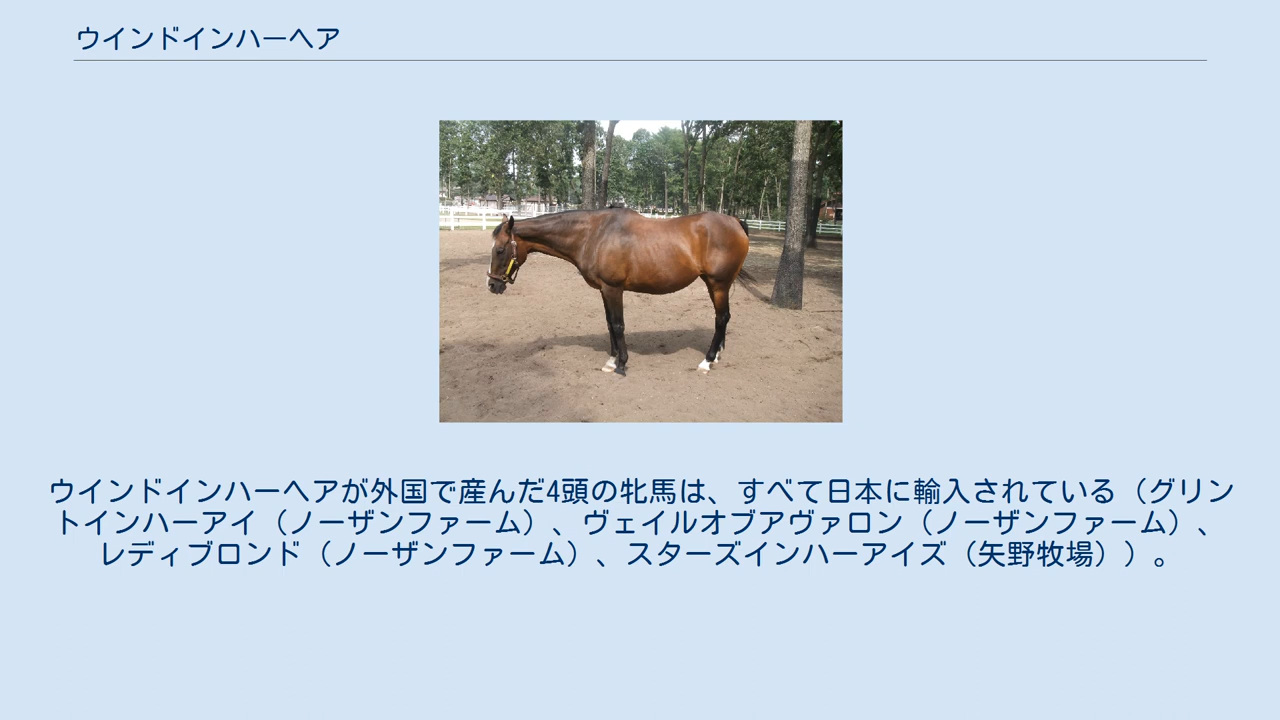 ウインドインハーヘア
ウインドインハーヘアが外国で産んだ4頭の牝馬は、すべて日本に輸入されている（グリン
トインハーアイ（ノーザンファーム）、ヴェイルオブアヴァロン（ノーザンファーム）、
レディブロンド（ノーザンファーム）、スターズインハーアイズ（矢野牧場））。